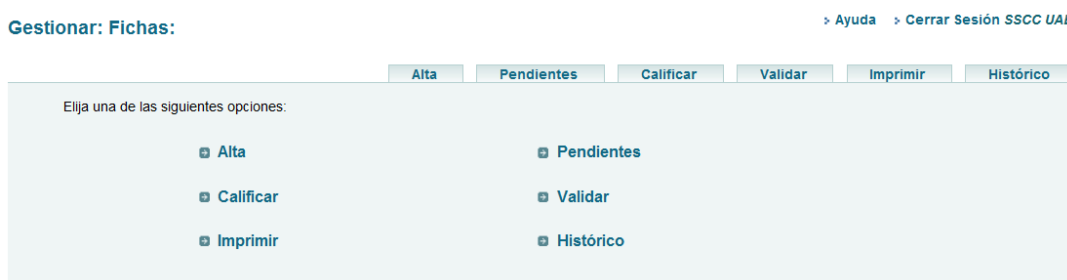 Gestionar: Fichas:
Ayuda Cerrar Sesión SSCC
Alta Pendientes Calificar Validar Imprimir Histórico
Elija una de las siguientes opciones:
Alta Pendientes
Calificar Validar
Imprimir Histórico